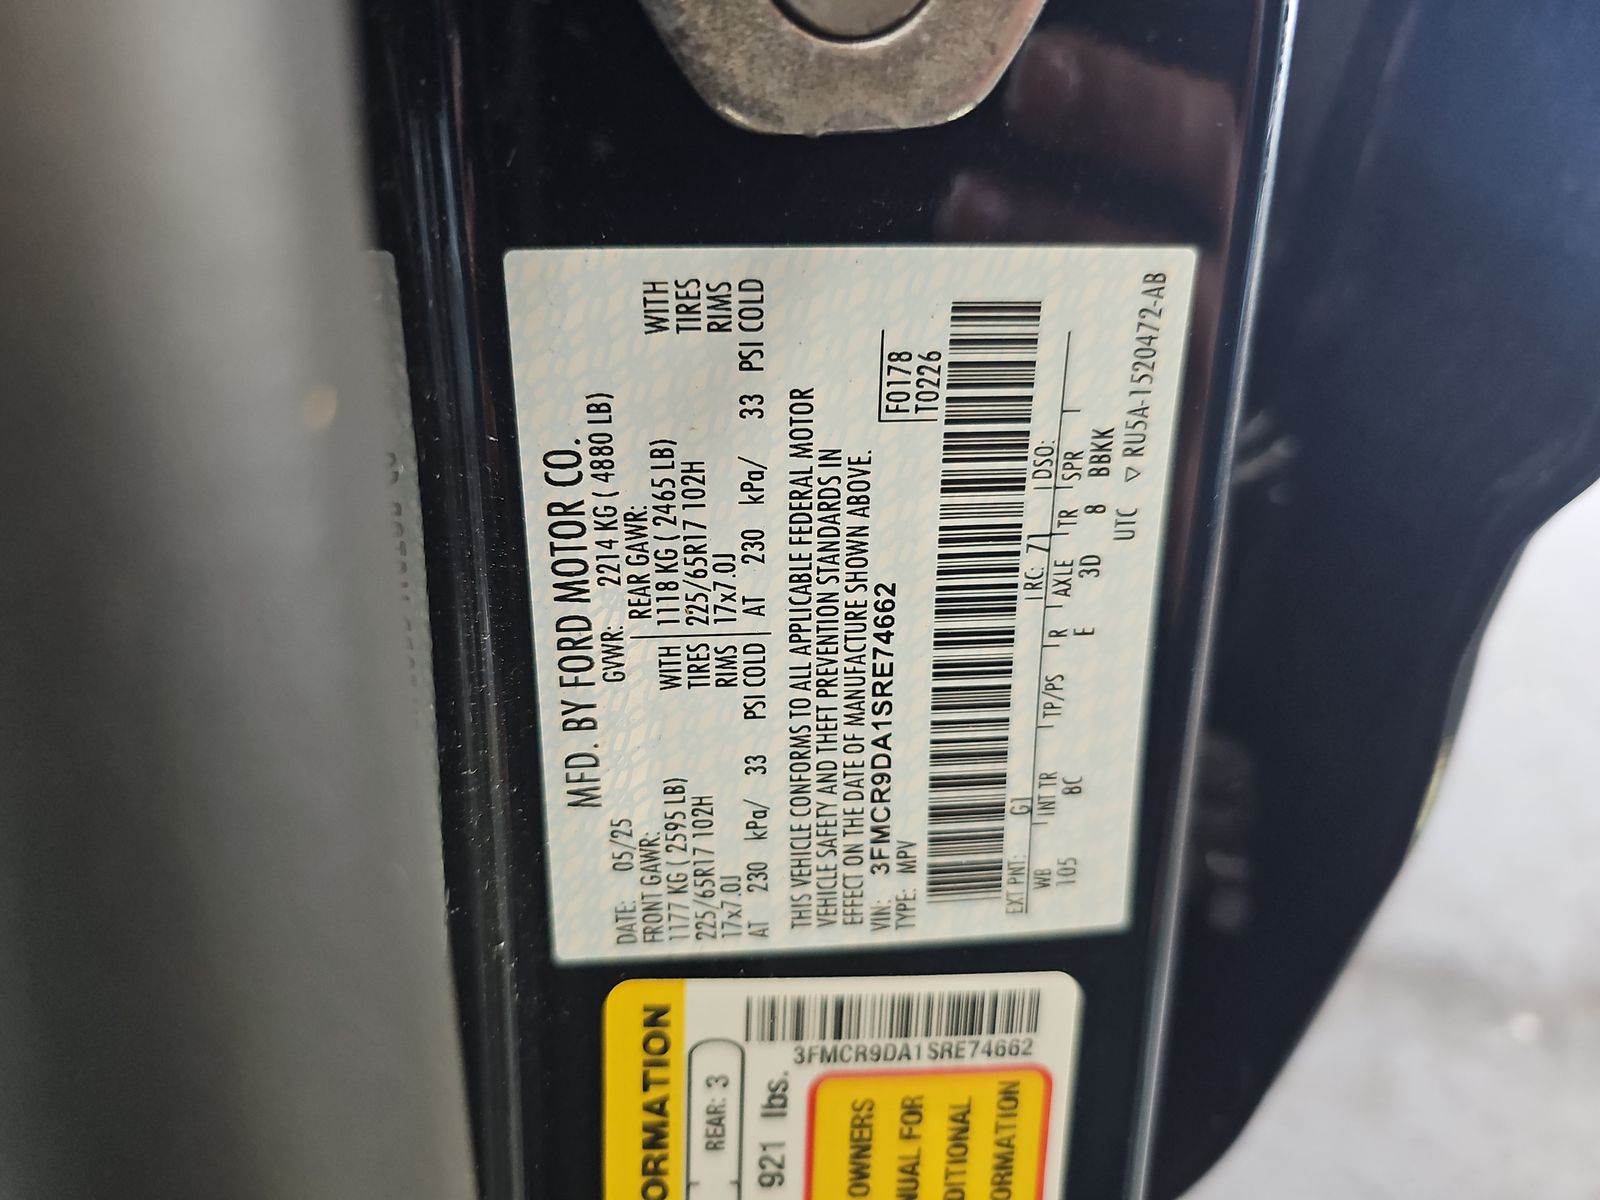 MFD. BY FORD MOTOR CO.
DATE: 05/25 GVWR: 2214 KG ( 4880 LB)
FRONT GAWR: REAR GAWR:
1177 KG ( 2595 LB) WITH 1118 KG ( 2465 LB) WITH
225/65R17 102H TIRES 225/65R17 102H TIRES
17x7.0J RIMS 17x7.0J RIMS
AT 230 kPa/ 33 PSI COLD AT 230 kPa/ 33 PSI COLD
THIS VEHICLE CONFORMS TO ALL APPLICABLE FEDERAL MOTOR
VEHICLE SAFETY AND THEFT PREVENTION STANDARDS IN
EFFECT ON THE DATE OF MANUFACTURE SHOWN ABOVE.
VIN: 3FMCR9DA1SRE74662 F0178
TYPE: MPV T0226
EXT PNT: G1 RC: 71 DSO:
WB INT TR TP/PS R AXLE TR SPR
105 8C E 3D 8 BBKK
UTC ▽ RU5A-1520472-AB
ORMATION
REAR: 3
921 lbs.
3FMCR9DA1SRE74662
OWNERS
NUAL FOR
DITIONAL
ORMATION